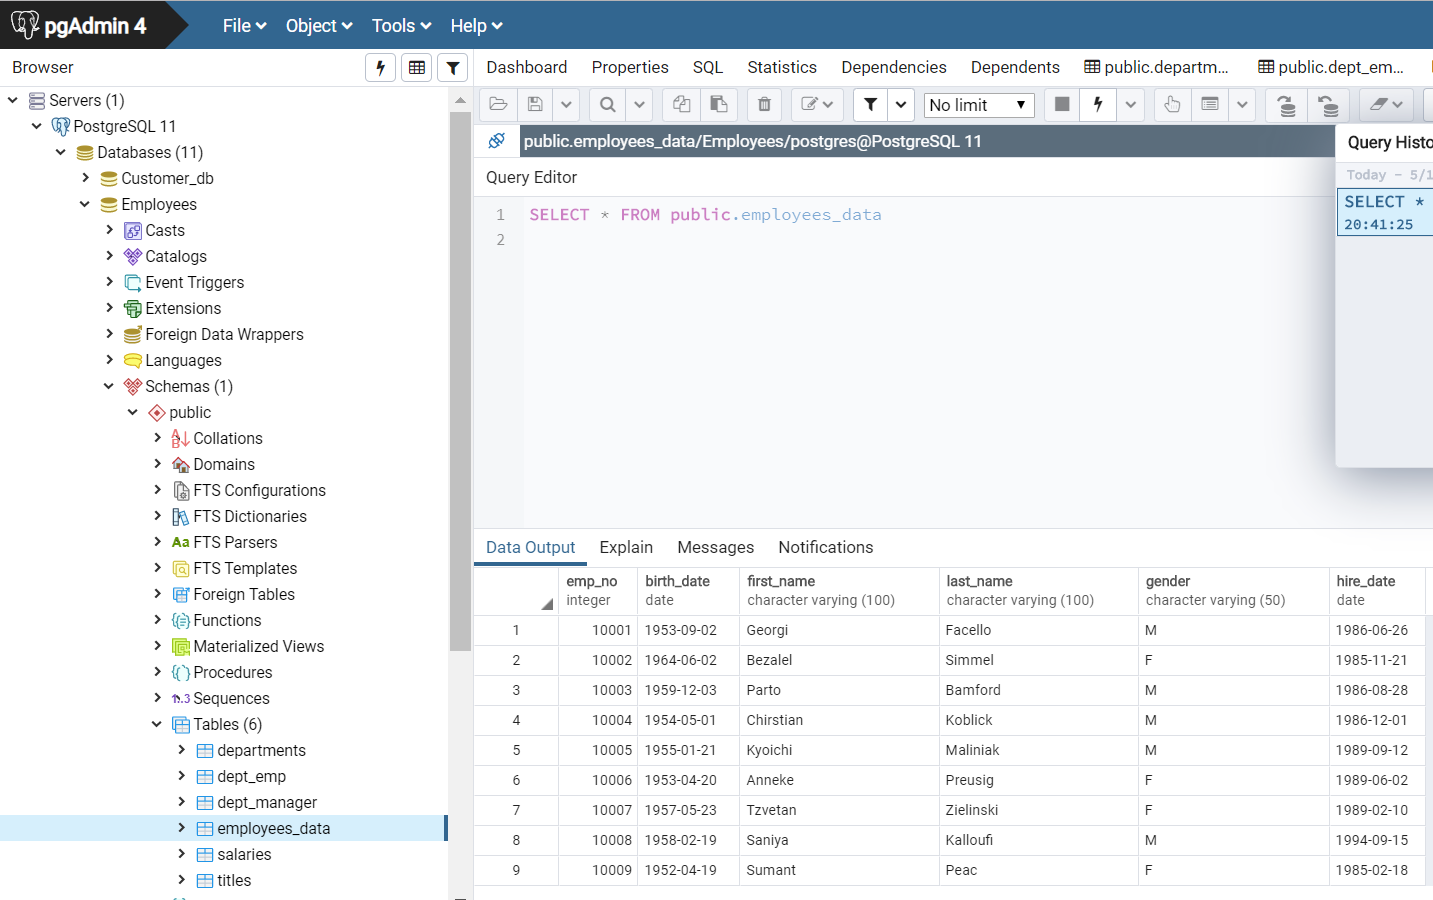 pgAdmin 4 File Object Tools Help
Browser
Dashboard Properties SQL Statistics Dependencies Dependents public.departm... public.dept_em...
No limit
public.employees_data/Employees/postgres@PostgreSQL 11
Query Editor
1 SELECT * FROM public.employees_data
2
Query Histo
Today - 5/1
SELECT *
20:41:25
Servers (1)
PostgreSQL 11
Databases (11)
Customer_db
Employees
Casts
Catalogs
Event Triggers
Extensions
Foreign Data Wrappers
Languages
Schemas (1)
public
Collations
Domains
FTS Configurations
FTS Dictionaries
Aa FTS Parsers
FTS Templates
Foreign Tables
Functions
Materialized Views
Procedures
1..3 Sequences
Tables (6)
departments
dept_emp
dept_manager
employees_data
salaries
titles
Data Output Explain Messages Notifications
emp_no birth_date first_name last_name gender hire_date
integer date character varying (100) character varying (100) character varying (50) date
1 10001 1953-09-02 Georgi Facello M 1986-06-26
2 10002 1964-06-02 Bezalel Simmel F 1985-11-21
3 10003 1959-12-03 Parto Bamford M 1986-08-28
4 10004 1954-05-01 Chirstian Koblick M 1986-12-01
5 10005 1955-01-21 Kyoichi Maliniak M 1989-09-12
6 10006 1953-04-20 Anneke Preusig F 1989-06-02
7 10007 1957-05-23 Tzvetan Zielinski F 1989-02-10
8 10008 1958-02-19 Saniya Kalloufi M 1994-09-15
9 10009 1952-04-19 Sumant Peac F 1985-02-18